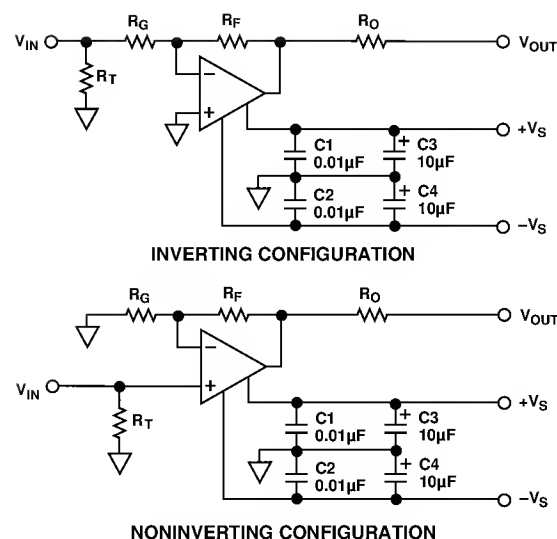 RG RF RO
VIN VOUT
RT
−
+
+VS
C1 0.01µF
+ C3 10µF
C2 0.01µF
+ C4 10µF
−VS
INVERTING CONFIGURATION
RG RF RO
VOUT
−
VIN +
RT
+VS
C1 0.01µF
+ C3 10µF
C2 0.01µF
+ C4 10µF
−VS
NONINVERTING CONFIGURATION